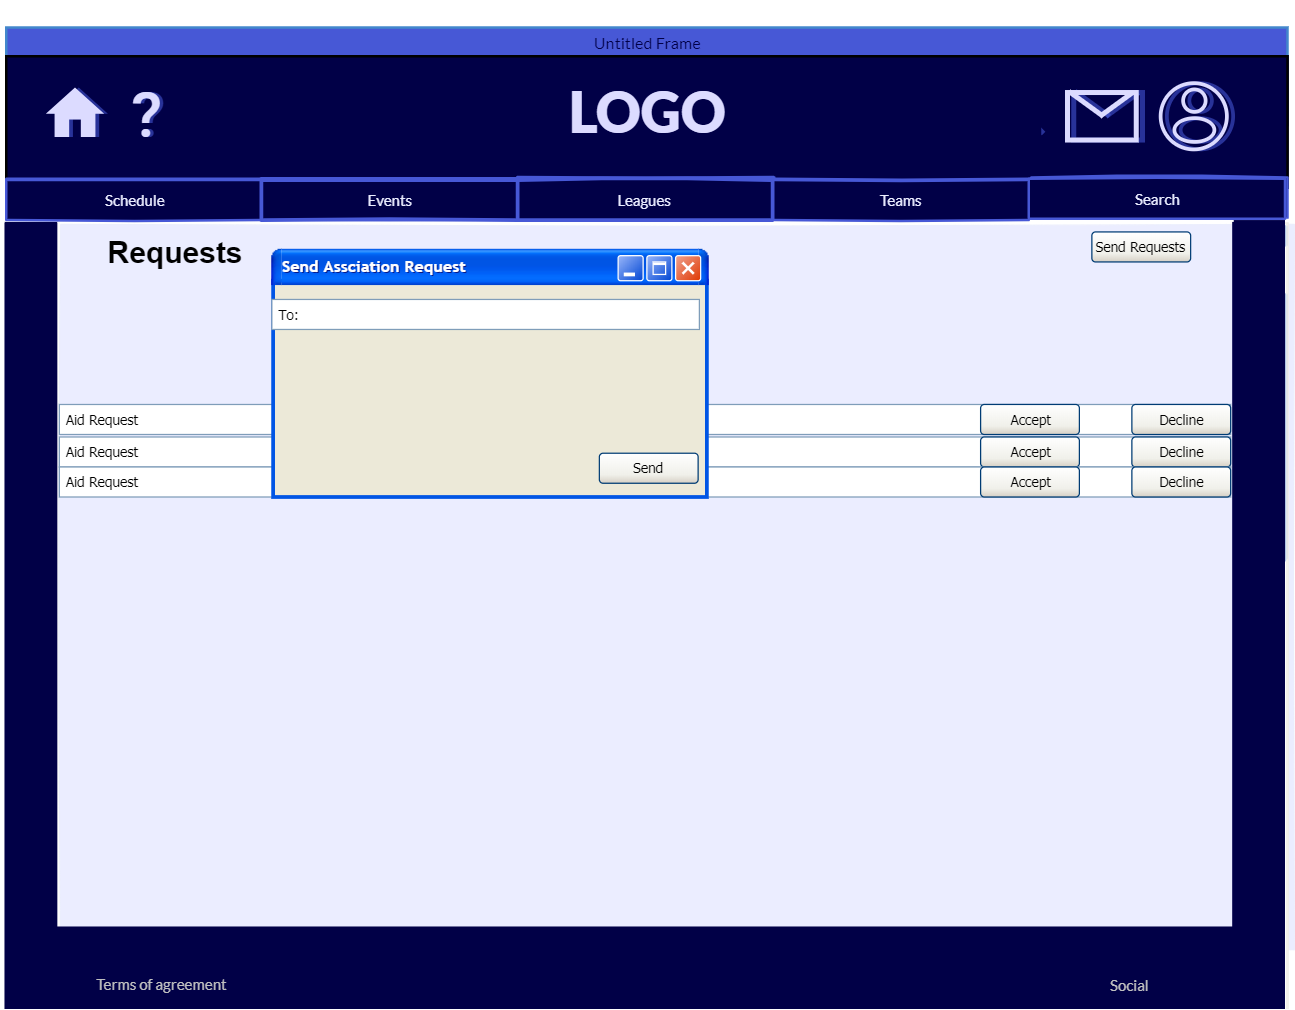 Untitled Frame
?
LOGO
Schedule Events Leagues Teams Search
Requests
Send Requests
Send Assciation Request
To:
Aid Request Accept Decline
Aid Request Accept Decline
Send
Aid Request Accept Decline
Terms of agreement Social